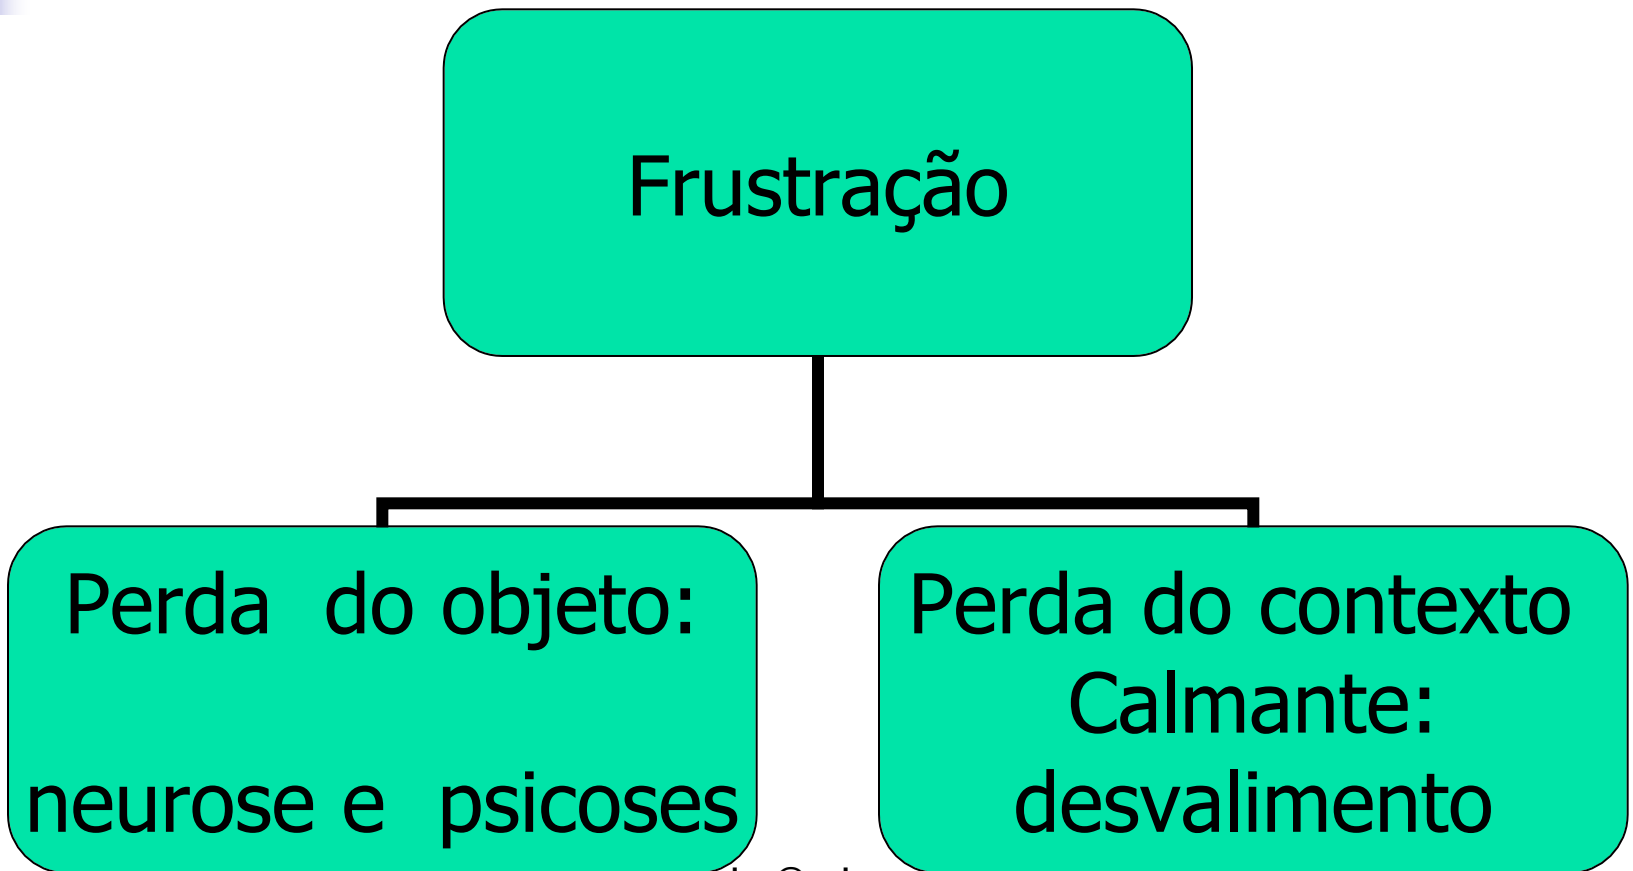 Frustração
Perda do objeto:
neurose e psicoses
Perda do contexto
Calmante:
desvalimento